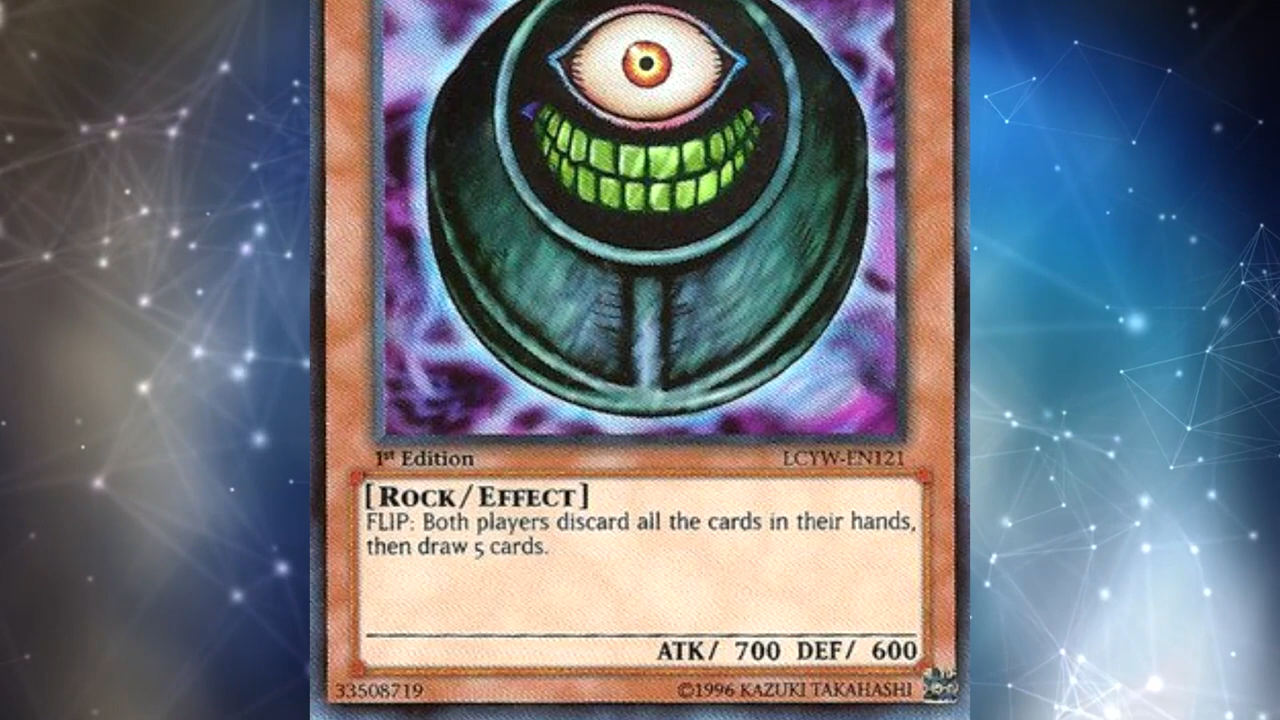 1st Edition LCYW-EN121
[ROCK/EFFECT]
FLIP: Both players discard all the cards in their hands,
then draw 5 cards.
ATK/ 700 DEF/ 600
33508719 ©1996 KAZUKI TAKAHASHI